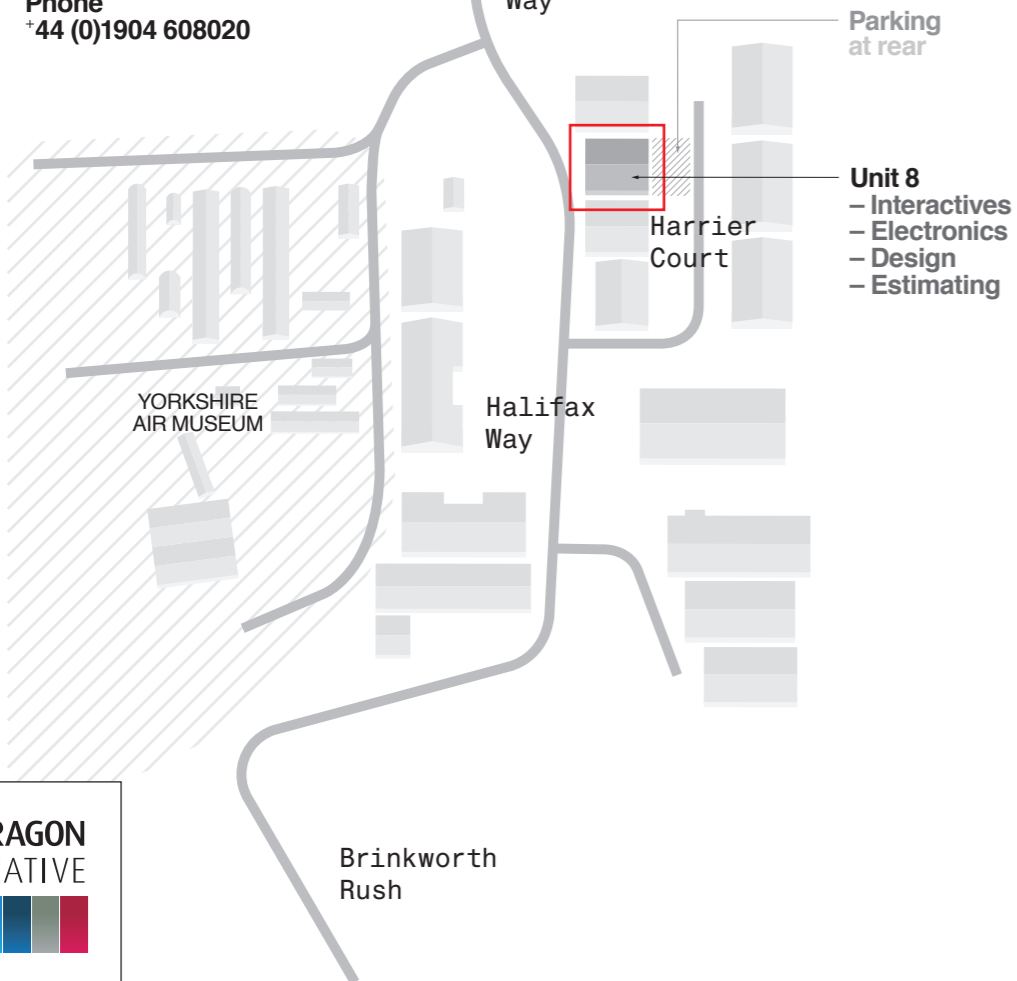 Phone
+44 (0)1904 608020
Way
Parking
at rear
Unit 8
– Interactives
– Electronics
– Design
– Estimating
Harrier
Court
YORKSHIRE
AIR MUSEUM
Halifax
Way
Brinkworth
Rush
RAGON
ATIVE